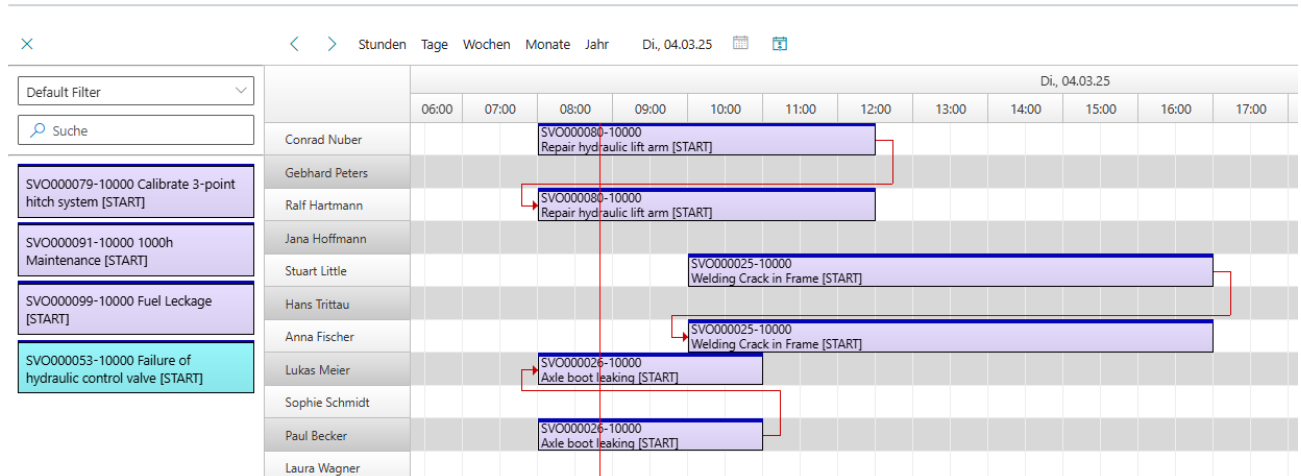 Stunden Tage Wochen Monate Jahr Di., 04.03.25
Default Filter
Suche
SVO000079-10000 Calibrate 3-point
hitch system [START]
SVO000091-10000 1000h
Maintenance [START]
SVO000099-10000 Fuel Leckage
[START]
SVO000053-10000 Failure of
hydraulic control valve [START]
Di., 04.03.25
06:00 07:00 08:00 09:00 10:00 11:00 12:00 13:00 14:00 15:00 16:00 17:00
Conrad Nuber
SVO000080-10000
Repair hydraulic lift arm [START]
Gebhard Peters
Ralf Hartmann
SVO000080-10000
Repair hydraulic lift arm [START]
Jana Hoffmann
Stuart Little
SVO000025-10000
Welding Crack in Frame [START]
Hans Trittau
Anna Fischer
SVO000025-10000
Welding Crack in Frame [START]
Lukas Meier
SVO000026-10000
Axle boot leaking [START]
Sophie Schmidt
Paul Becker
SVO000026-10000
Axle boot leaking [START]
Laura Wagner